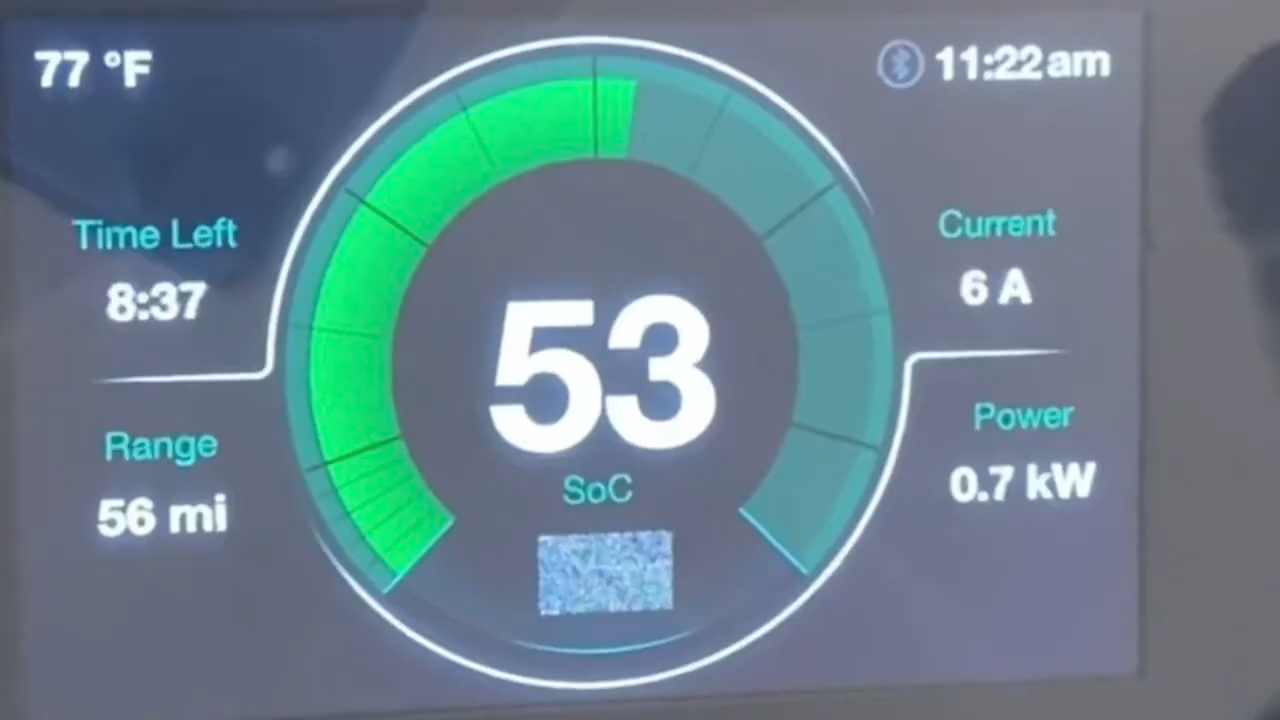 77 °F
11:22am
Time Left
8:37
Current
6 A
53
SoC
Range
56 mi
Power
0.7 kW